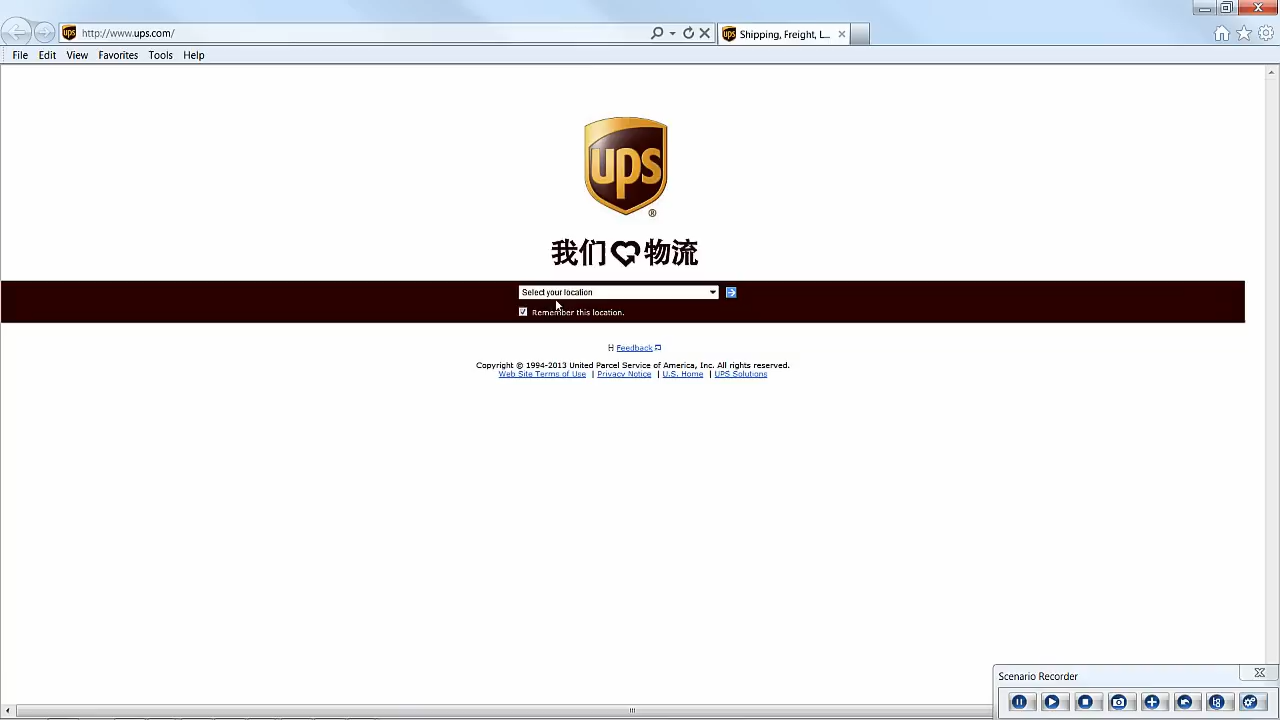 http://www.ups.com/
Shipping, Freight, L...
File Edit View Favorites Tools Help
ups
®
我们 物流
Select your location
Remember this location.
Feedback
Copyright © 1994-2013 United Parcel Service of America, Inc. All rights reserved.
Web Site Terms of Use | Privacy Notice | U.S. Home | UPS Solutions
Scenario Recorder